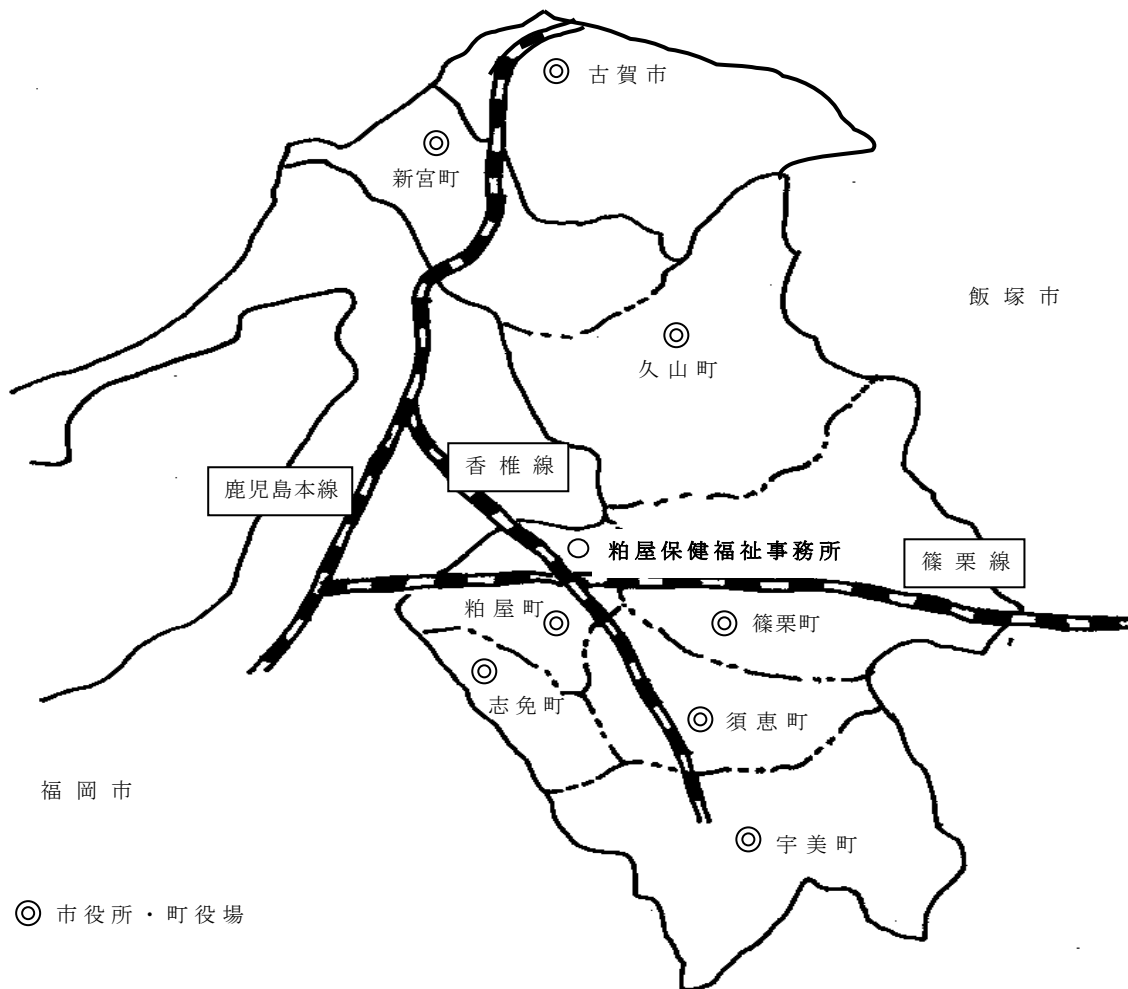 ◎ 古賀市
◎
新宮町
飯塚市
◎
久山町
香椎線
鹿児島本線
○ 粕屋保健福祉事務所
篠栗線
粕屋町 ◎
◎ 篠栗町
◎
志免町
◎ 須恵町
福岡市
◎ 宇美町
◎ 市役所・町役場